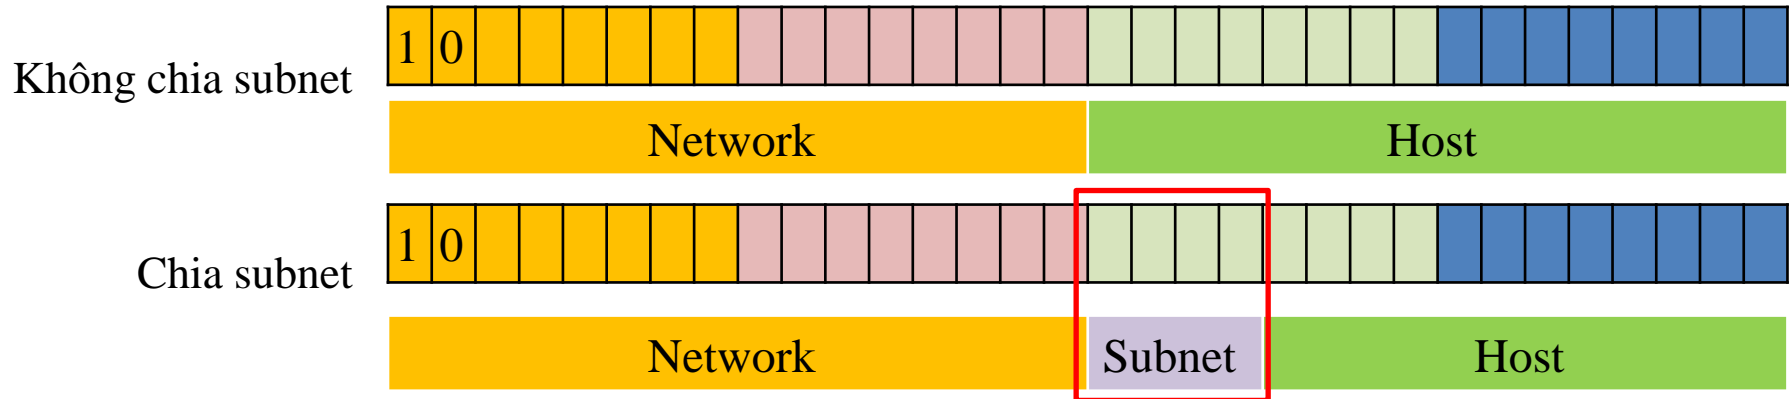 1 0
Không chia subnet
Network Host
1 0
Chia subnet
Network Subnet Host